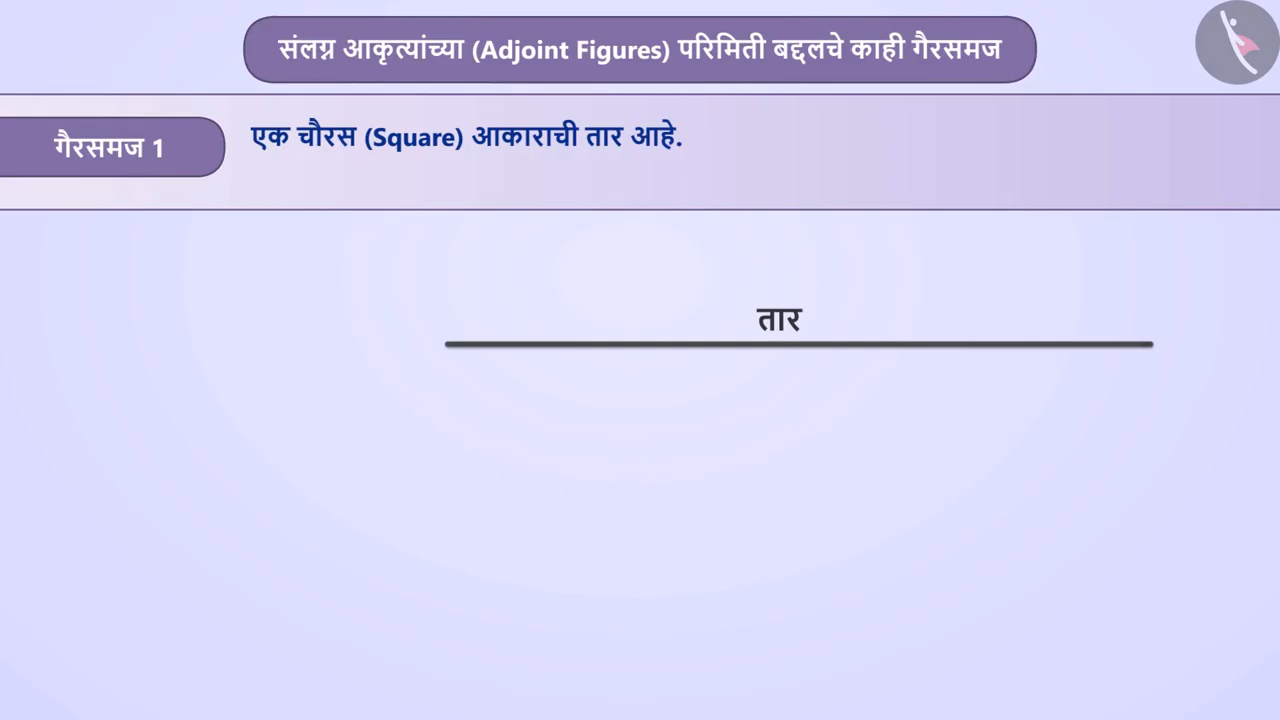 संलग्न आकृत्यांच्या (Adjoint Figures) परिमिती बद्दलचे काही गैरसमज
गैरसमज 1
एक चौरस (Square) आकाराची तार आहे.
तार